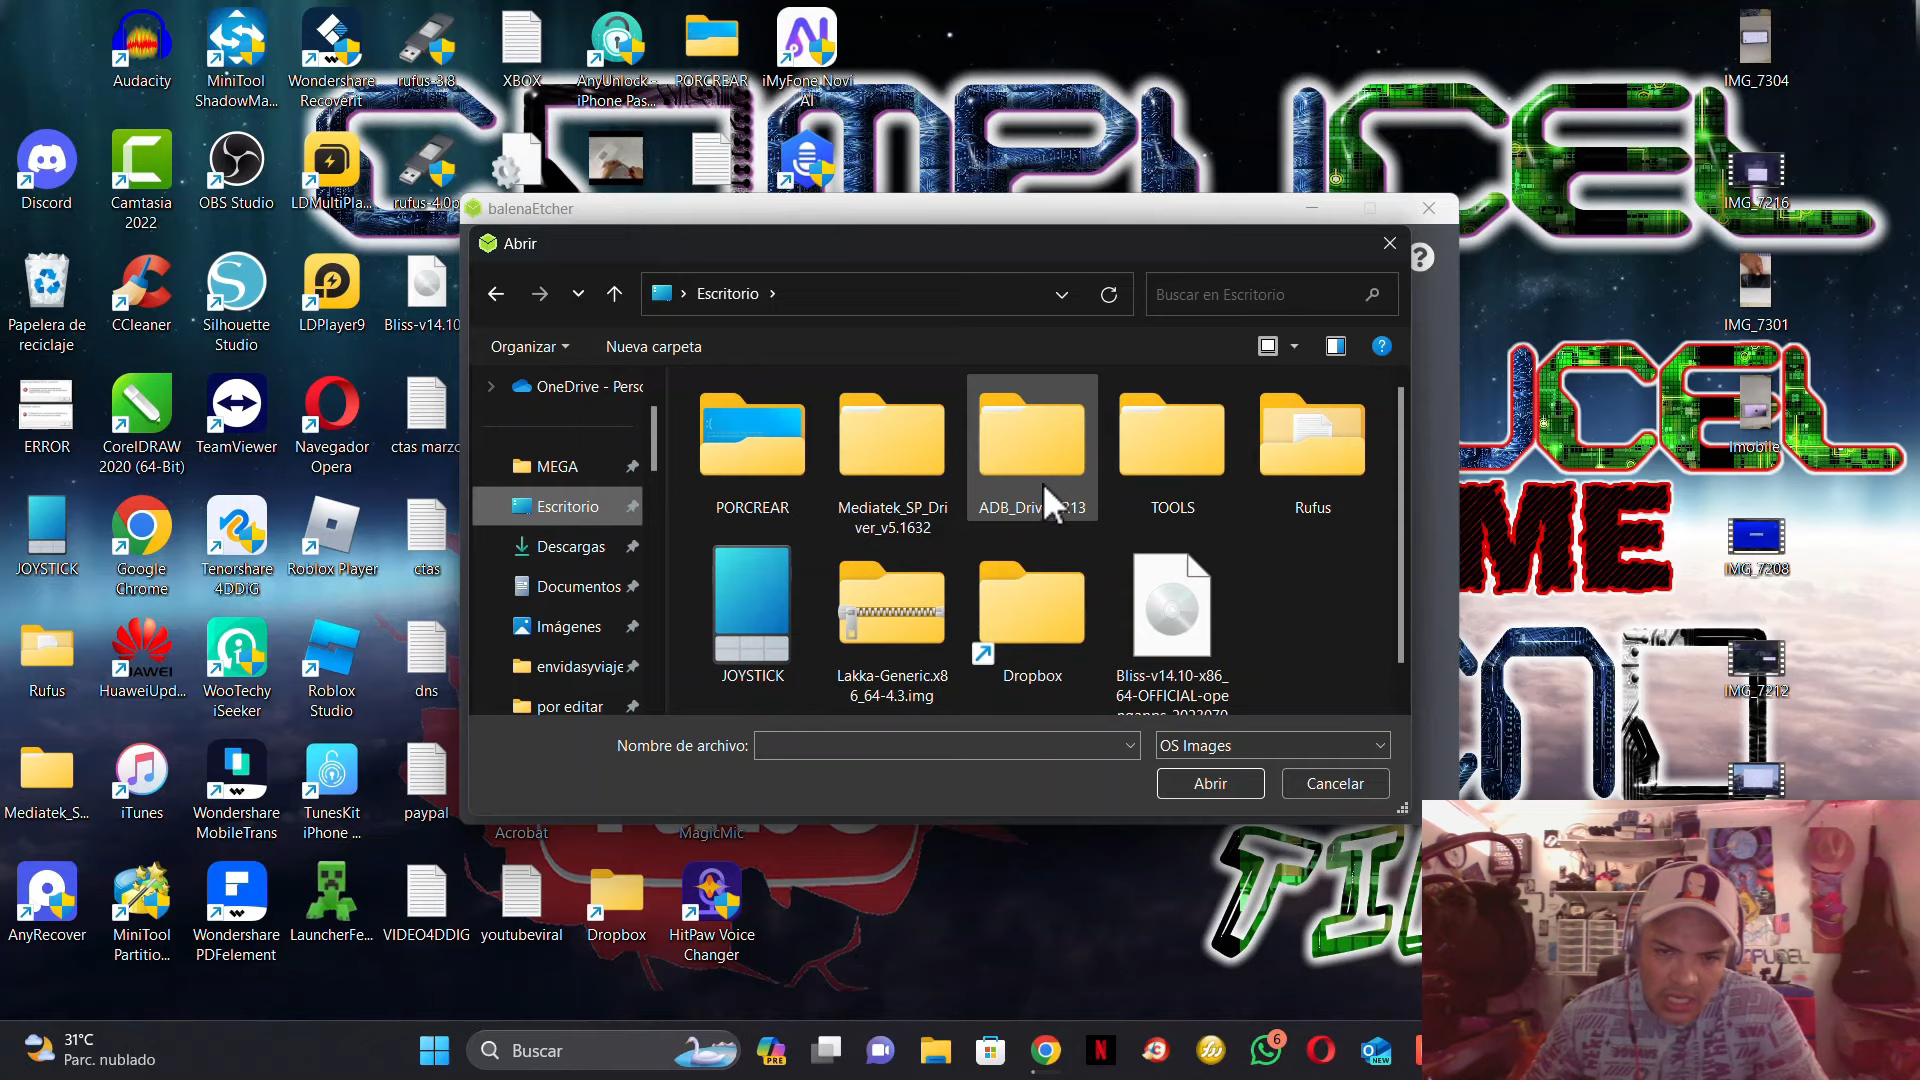 Audacity
MiniTool
ShadowMa...
Wondershare
Recoverit
rufus-3.8
XBOX
AnyUnlock -
iPhone Pas...
PORCREAR
iMyFone Novi
AI
IMG_7304
Discord
Camtasia
2022
OBS Studio
LDMultiPla...
rufus-4.0p
IMG_7216
balenaEtcher
Abrir
Escritorio
Buscar en Escritorio
Papelera de
reciclaje
CCleaner
Silhouette
Studio
LDPlayer9
Bliss-v14.10
IMG_7301
Organizar
Nueva carpeta
OneDrive - Perso
MEGA
Escritorio
Descargas
Documentos
Imágenes
envidasyviaje
por editar
PORCREAR
Mediatek_SP_Dri
ver_v5.1632
TOOLS
Rufus
JOYSTICK
Lakka-Generic.x8
6_64-4.3.img
Dropbox
Bliss-v14.10-x86_
64-OFFICIAL-ope
ngapps-2023070
ERROR
CorelDRAW
2020 (64-Bit)
TeamViewer
Navegador
Opera
ctas marzo
Imobile
JOYSTICK
Google
Chrome
Tenorshare
4DDiG
Roblox Player
ctas
IMG_7208
ME
Rufus
HuaweiUpd...
WooTechy
iSeeker
Roblox
Studio
dns
IMG_7212
Nombre de archivo:
OS Images
Abrir
Cancelar
Mediatek_S...
iTunes
Wondershare
MobileTrans
TunesKit
iPhone ...
paypal
Acrobat
MagicMic
AnyRecover
MiniTool
Partitio...
Wondershare
PDFelement
LauncherFe...
VIDEO4DDIG
youtubeviral
Dropbox
HitPaw Voice
Changer
31°C
Parc. nublado
Buscar
PRE
6
NEW